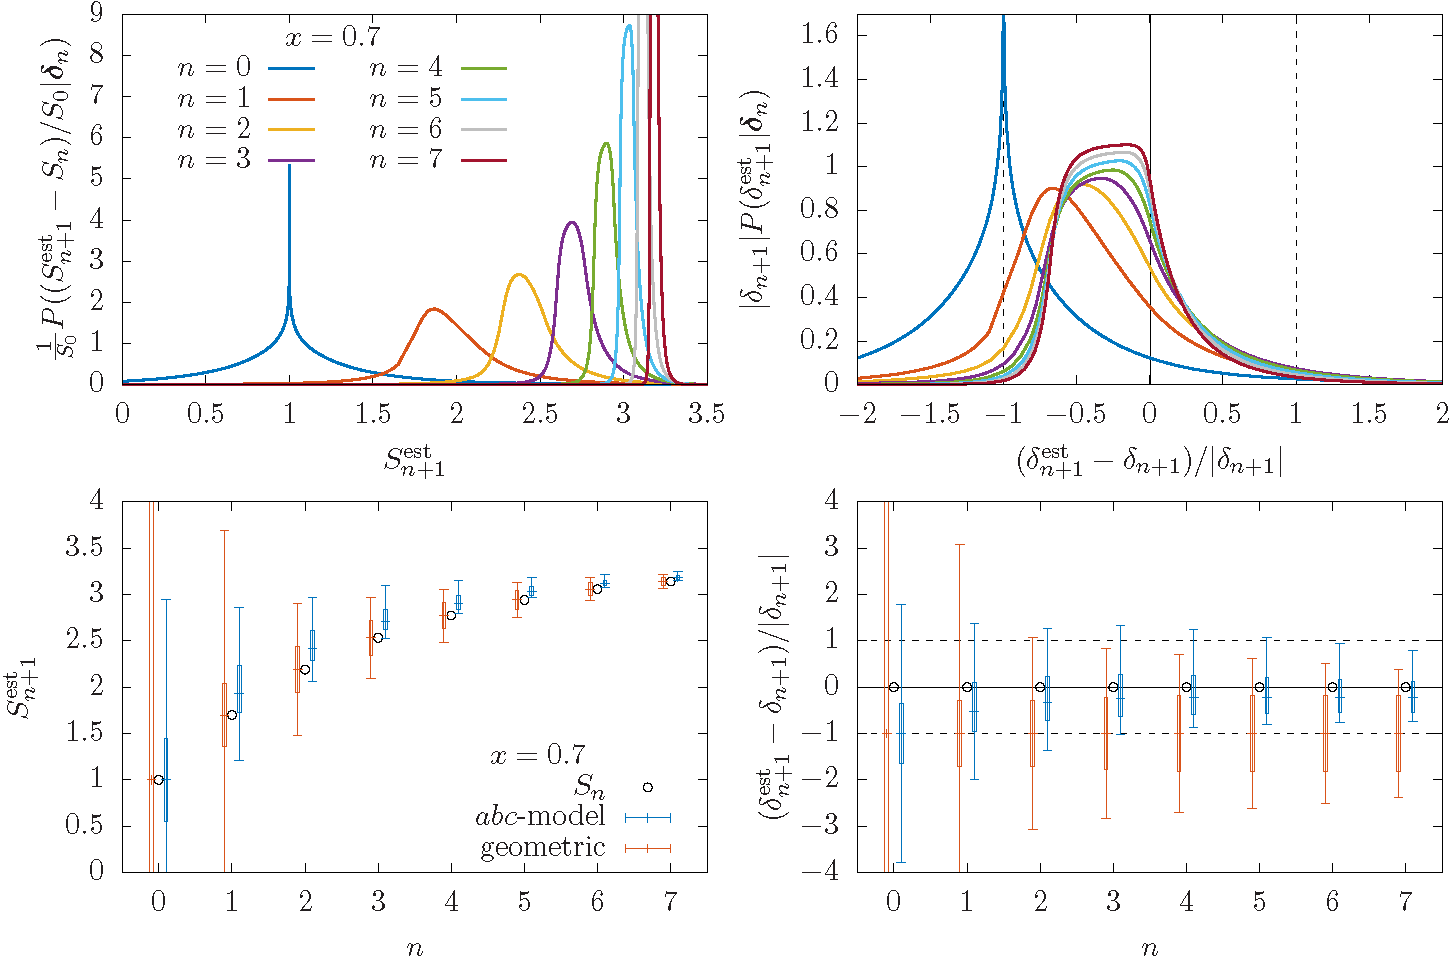 9
8
7
6
5
4
3
2
1
0
1/S₀ P((S^est_{n+1} − S_n)/S₀|δ_n)
x = 0.7
n = 0
n = 1
n = 2
n = 3
n = 4
n = 5
n = 6
n = 7
0 0.5 1 1.5 2 2.5 3 3.5
S^est_{n+1}
1.6
1.4
1.2
1
0.8
0.6
0.4
0.2
0
|δ_{n+1}|P(δ^est_{n+1}|δ_n)
−2 −1.5 −1 −0.5 0 0.5 1 1.5 2
(δ^est_{n+1} − δ_{n+1})/|δ_{n+1}|
4
3.5
3
2.5
2
1.5
1
0.5
0
S^est_{n+1}
x = 0.7
S_n
abc-model
geometric
0 1 2 3 4 5 6 7
n
4
3
2
1
0
−1
−2
−3
−4
(δ^est_{n+1} − δ_{n+1})/|δ_{n+1}|
0 1 2 3 4 5 6 7
n